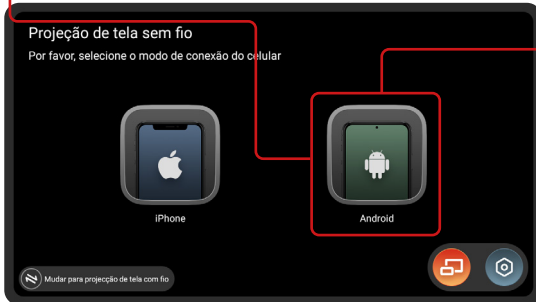 Projeção de tela sem fio
Por favor, selecione o modo de conexão do celular
iPhone
Android
Mudar para projecção de tela com fio